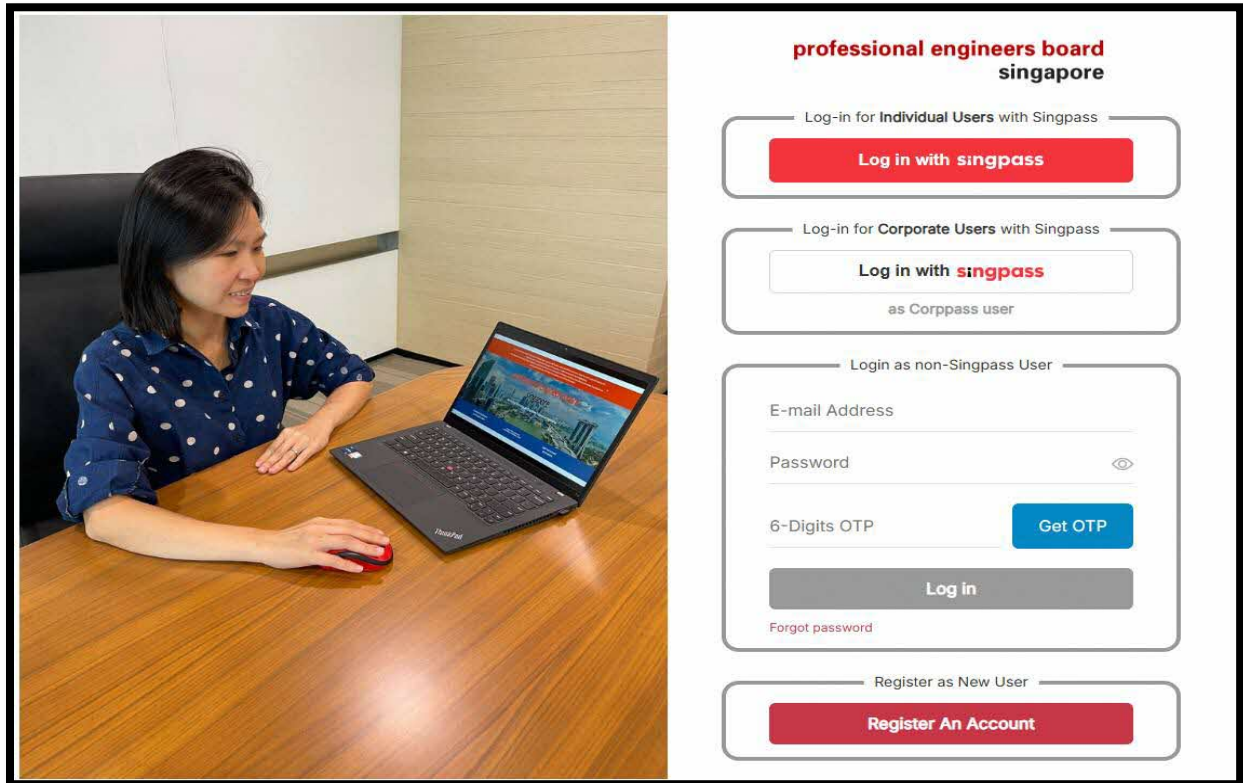 professional engineers board
singapore
Log-in for Individual Users with Singpass
Log in with singpass
Log-in for Corporate Users with Singpass
Log in with singpass
as Corppass user
Login as non-Singpass User
E-mail Address
Password
6-Digits OTP
Get OTP
Log in
Forgot password
Register as New User
Register An Account
ThinkPad
singapore